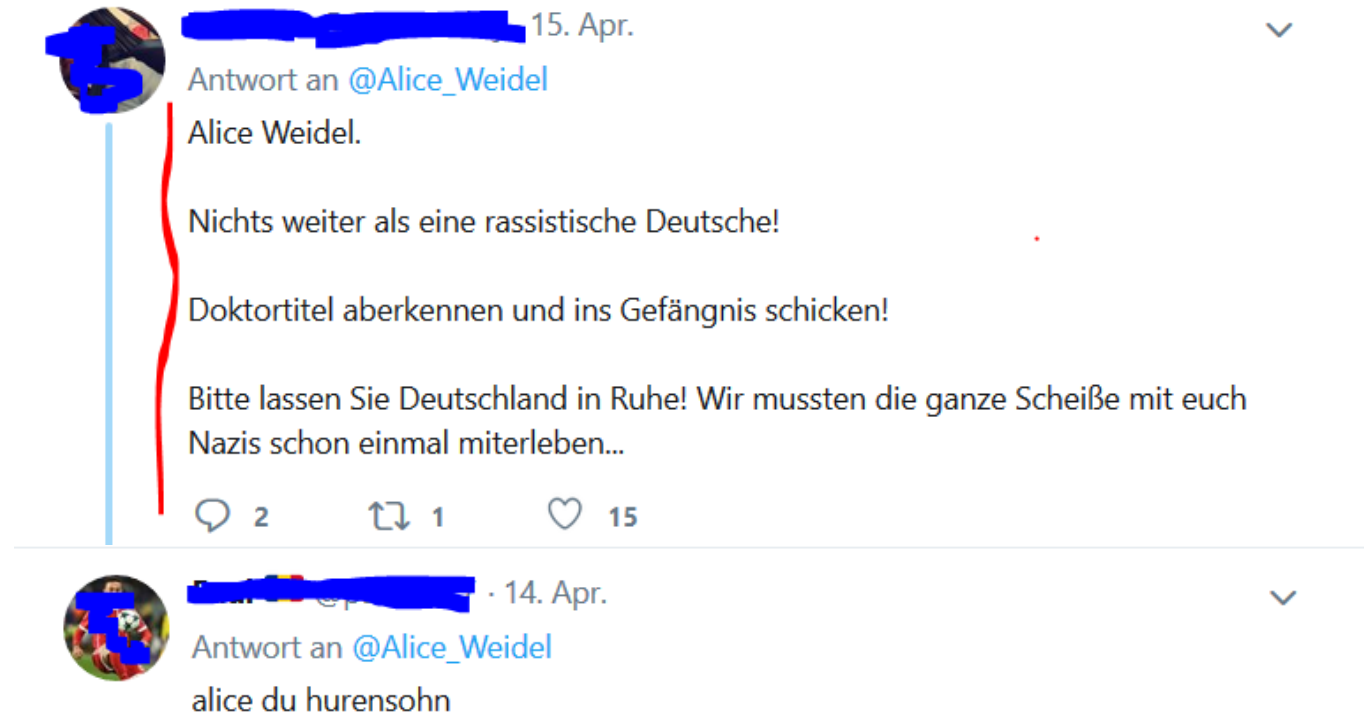 15. Apr.
Antwort an @Alice_Weidel
Alice Weidel.
Nichts weiter als eine rassistische Deutsche!
Doktortitel aberkennen und ins Gefängnis schicken!
Bitte lassen Sie Deutschland in Ruhe! Wir mussten die ganze Scheiße mit euch
Nazis schon einmal miterleben...
2 1 15
· 14. Apr.
Antwort an @Alice_Weidel
alice du hurensohn